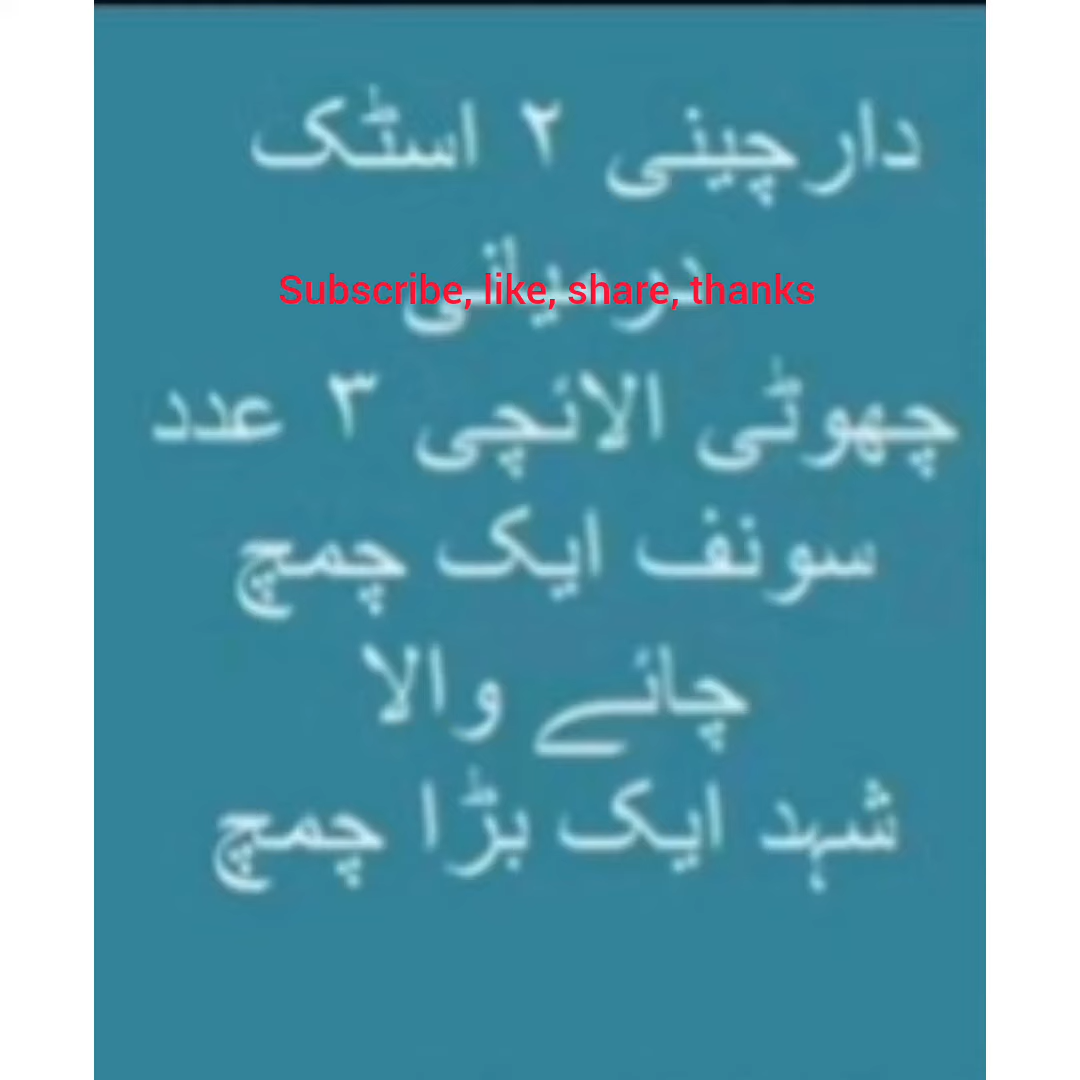 دارچینی ۲ اسٹک
درمیانی
Subscribe, like, share, thanks
چھوٹی الائچی ۳ عدد
سونف ایک چمچ
چائے والا
شہد ایک بڑا چمچ